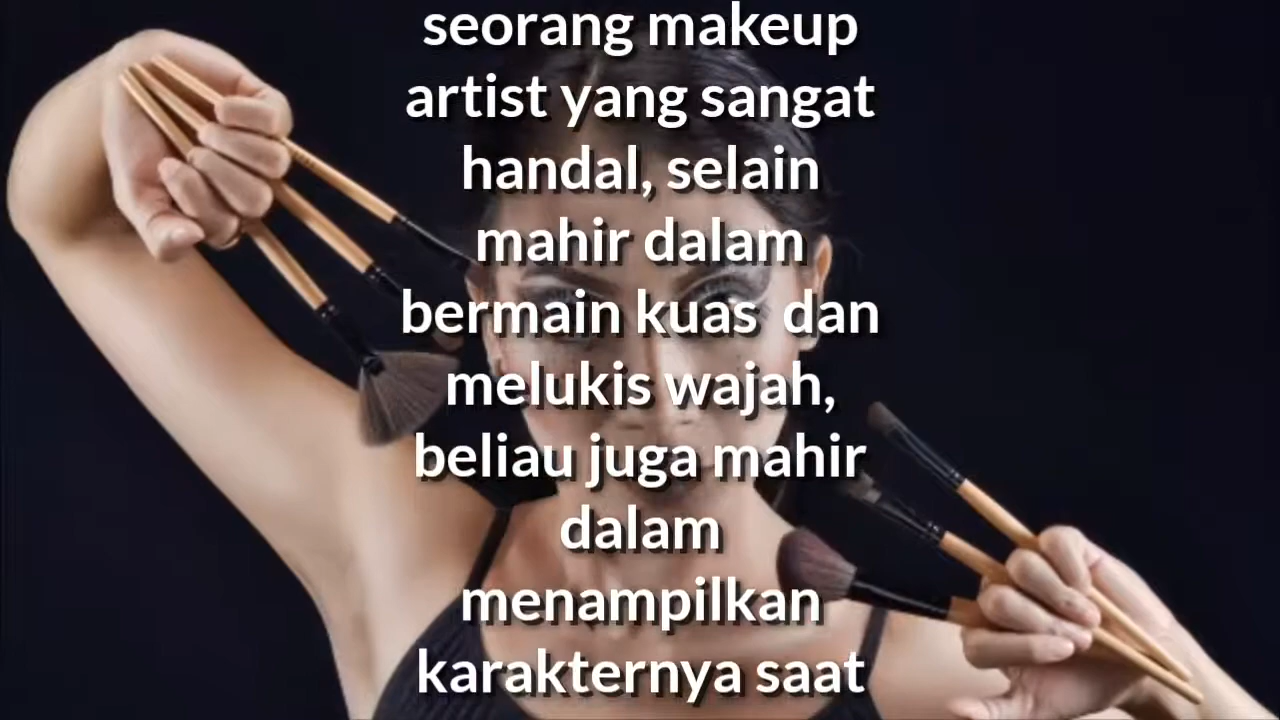 seorang makeup
artist yang sangat
handal, selain
mahir dalam
bermain kuas  dan
melukis wajah,
beliau juga mahir
dalam
menampilkan
karakternya saat